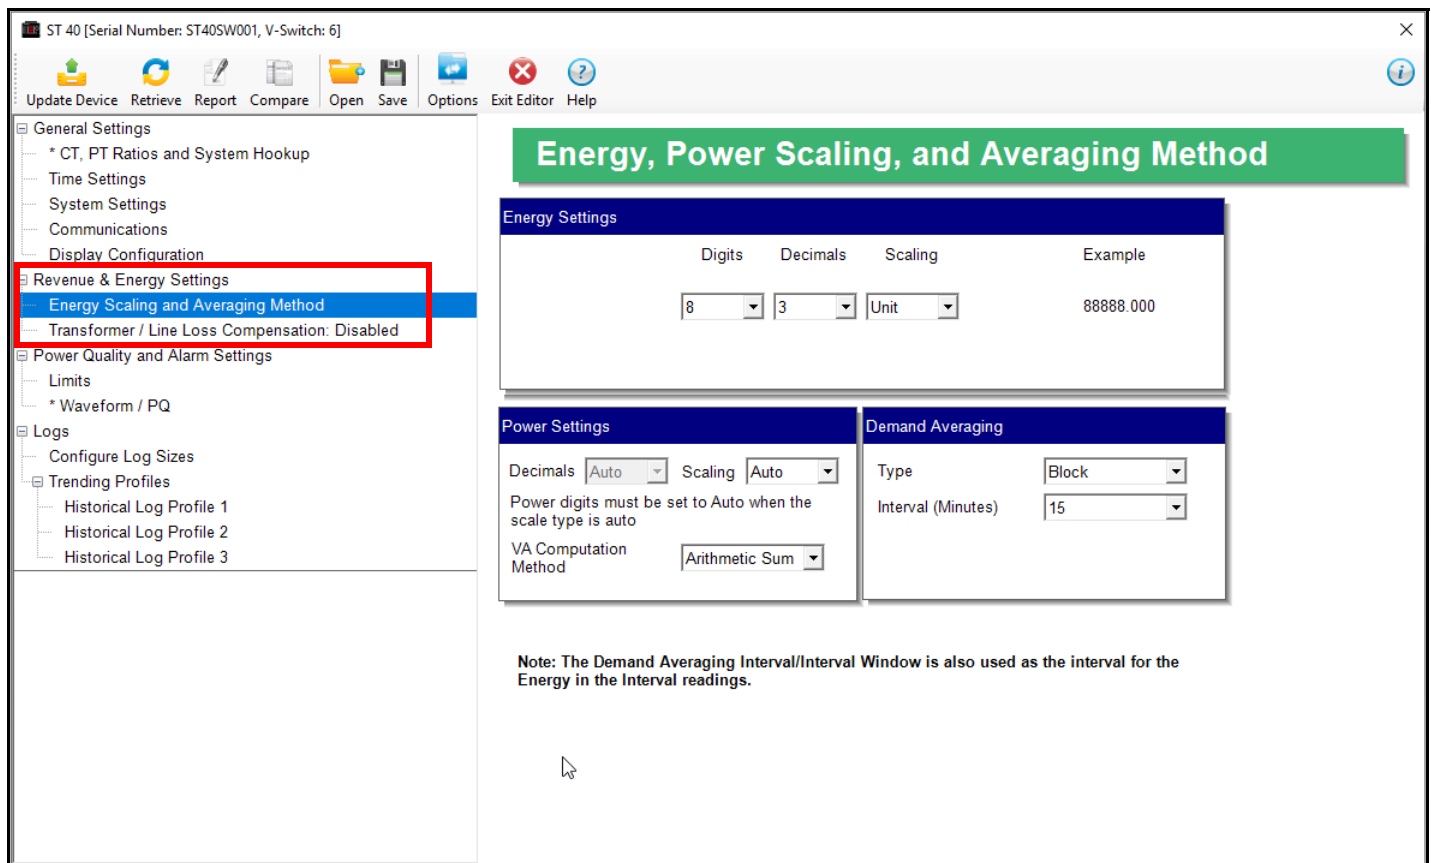 ST 40 [Serial Number: ST40SW001, V-Switch: 6]
Update Device Retrieve Report Compare Open Save Options Exit Editor Help
General Settings
* CT, PT Ratios and System Hookup
Time Settings
System Settings
Communications
Display Configuration
Revenue & Energy Settings
Energy Scaling and Averaging Method
Transformer / Line Loss Compensation: Disabled
Power Quality and Alarm Settings
Limits
* Waveform / PQ
Logs
Configure Log Sizes
Trending Profiles
Historical Log Profile 1
Historical Log Profile 2
Historical Log Profile 3
Energy, Power Scaling, and Averaging Method
Energy Settings
Digits Decimals Scaling Example
8 3 Unit 88888.000
Power Settings
Decimals Auto Scaling Auto
Power digits must be set to Auto when the
scale type is auto
VA Computation
Method
Arithmetic Sum
Demand Averaging
Type Block
Interval (Minutes) 15
Note: The Demand Averaging Interval/Interval Window is also used as the interval for the
Energy in the Interval readings.